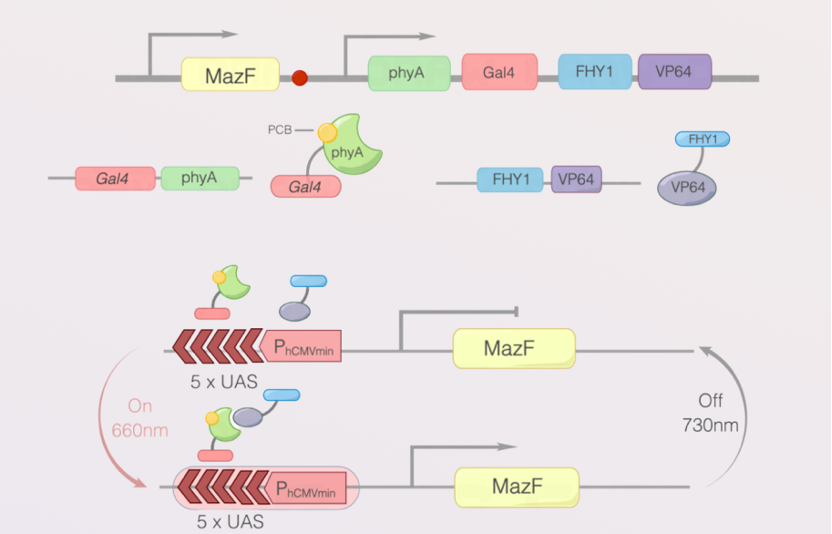 MazF
phyA
Gal4
FHY1
VP64
PCB
phyA
Gal4
Gal4
phyA
FHY1
VP64
FHY1
VP64
PhCMVmin
MazF
5 x UAS
On
660nm
Off
730nm
PhCMVmin
MazF
5 x UAS